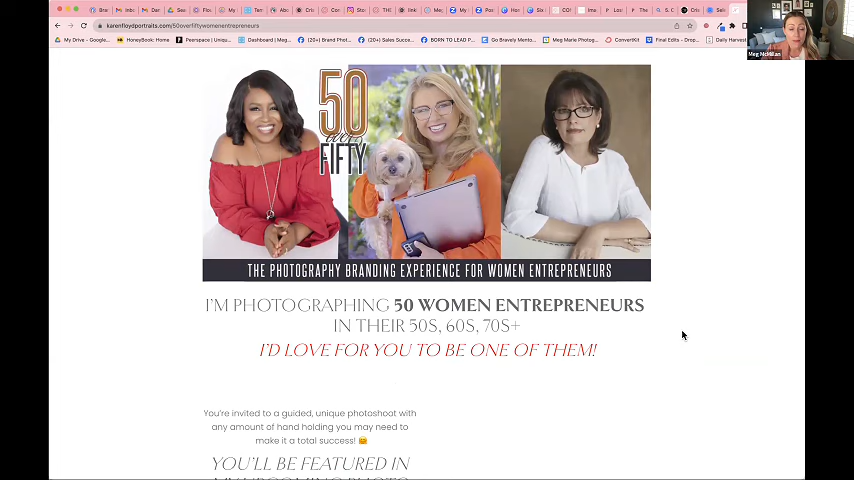 karenfloydportraits.com/50overfiftywomenentrepreneurs
My Drive - Google...
HoneyBook: Home
Peerspace | Uniqu...
Dashboard | Meg...
(20+) Brand Phot...
(20+) Sales Succe...
BORN TO LEAD P...
Go Bravely Mento...
Meg Marie Photog...
ConvertKit
Final Edits - Drop...
Daily Harvest
Meg McMillan
50
over
FIFTY
THE PHOTOGRAPHY BRANDING EXPERIENCE FOR WOMEN ENTREPRENEURS
I'M PHOTOGRAPHING 50 WOMEN ENTREPRENEURS
IN THEIR 50S, 60S, 70S+
I'D LOVE FOR YOU TO BE ONE OF THEM!
You're invited to a guided, unique photoshoot with
any amount of hand holding you may need to
make it a total success! 😊
YOU'LL BE FEATURED IN